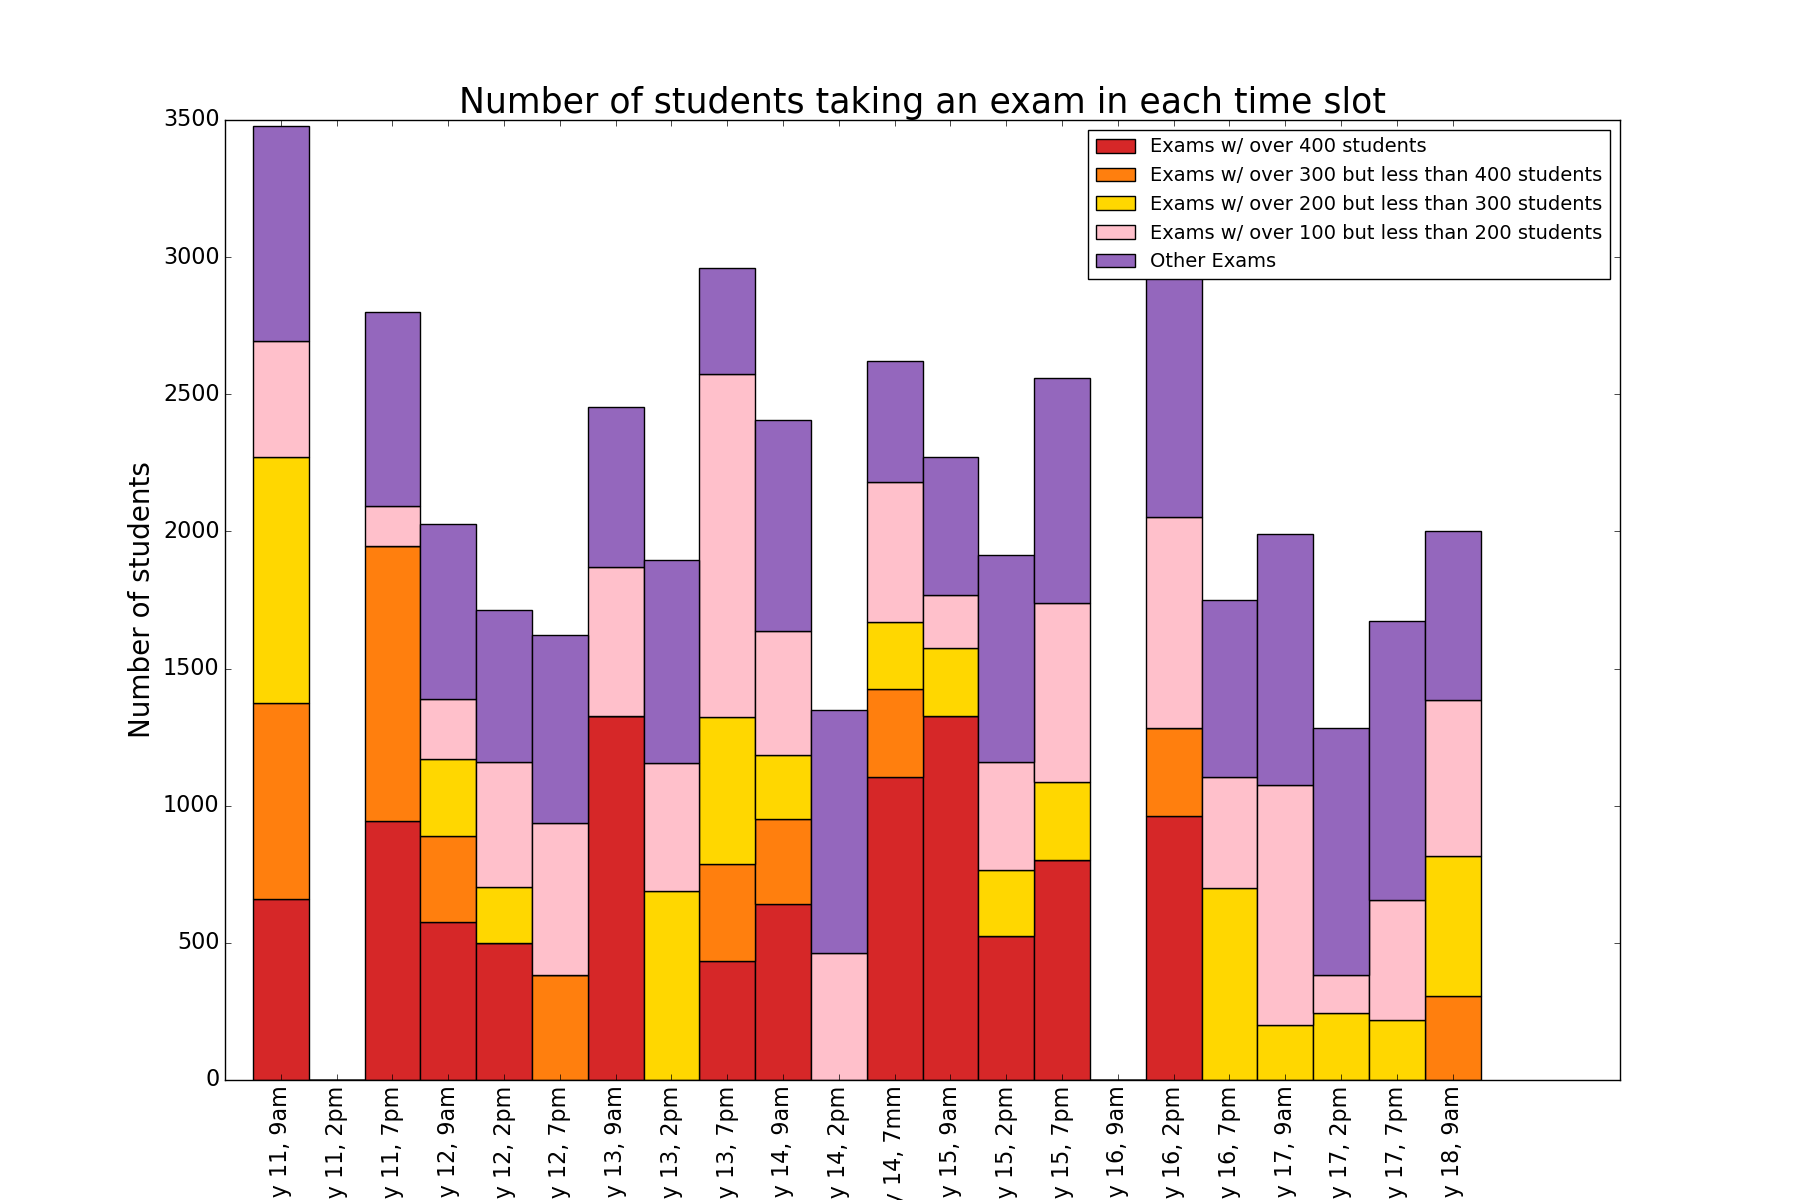 Number of students taking an exam in each time slot
Exams w/ over 400 students
Exams w/ over 300 but less than 400 students
Exams w/ over 200 but less than 300 students
Exams w/ over 100 but less than 200 students
Other Exams
Number of students
3500
3000
2500
2000
1500
1000
500
0
y 11, 9am
y 11, 2pm
y 11, 7pm
y 12, 9am
y 12, 2pm
y 12, 7pm
y 13, 9am
y 13, 2pm
y 13, 7pm
y 14, 9am
y 14, 2pm
y 14, 7mm
y 15, 9am
y 15, 2pm
y 15, 7pm
y 16, 9am
y 16, 2pm
y 16, 7pm
y 17, 9am
y 17, 2pm
y 17, 7pm
y 18, 9am